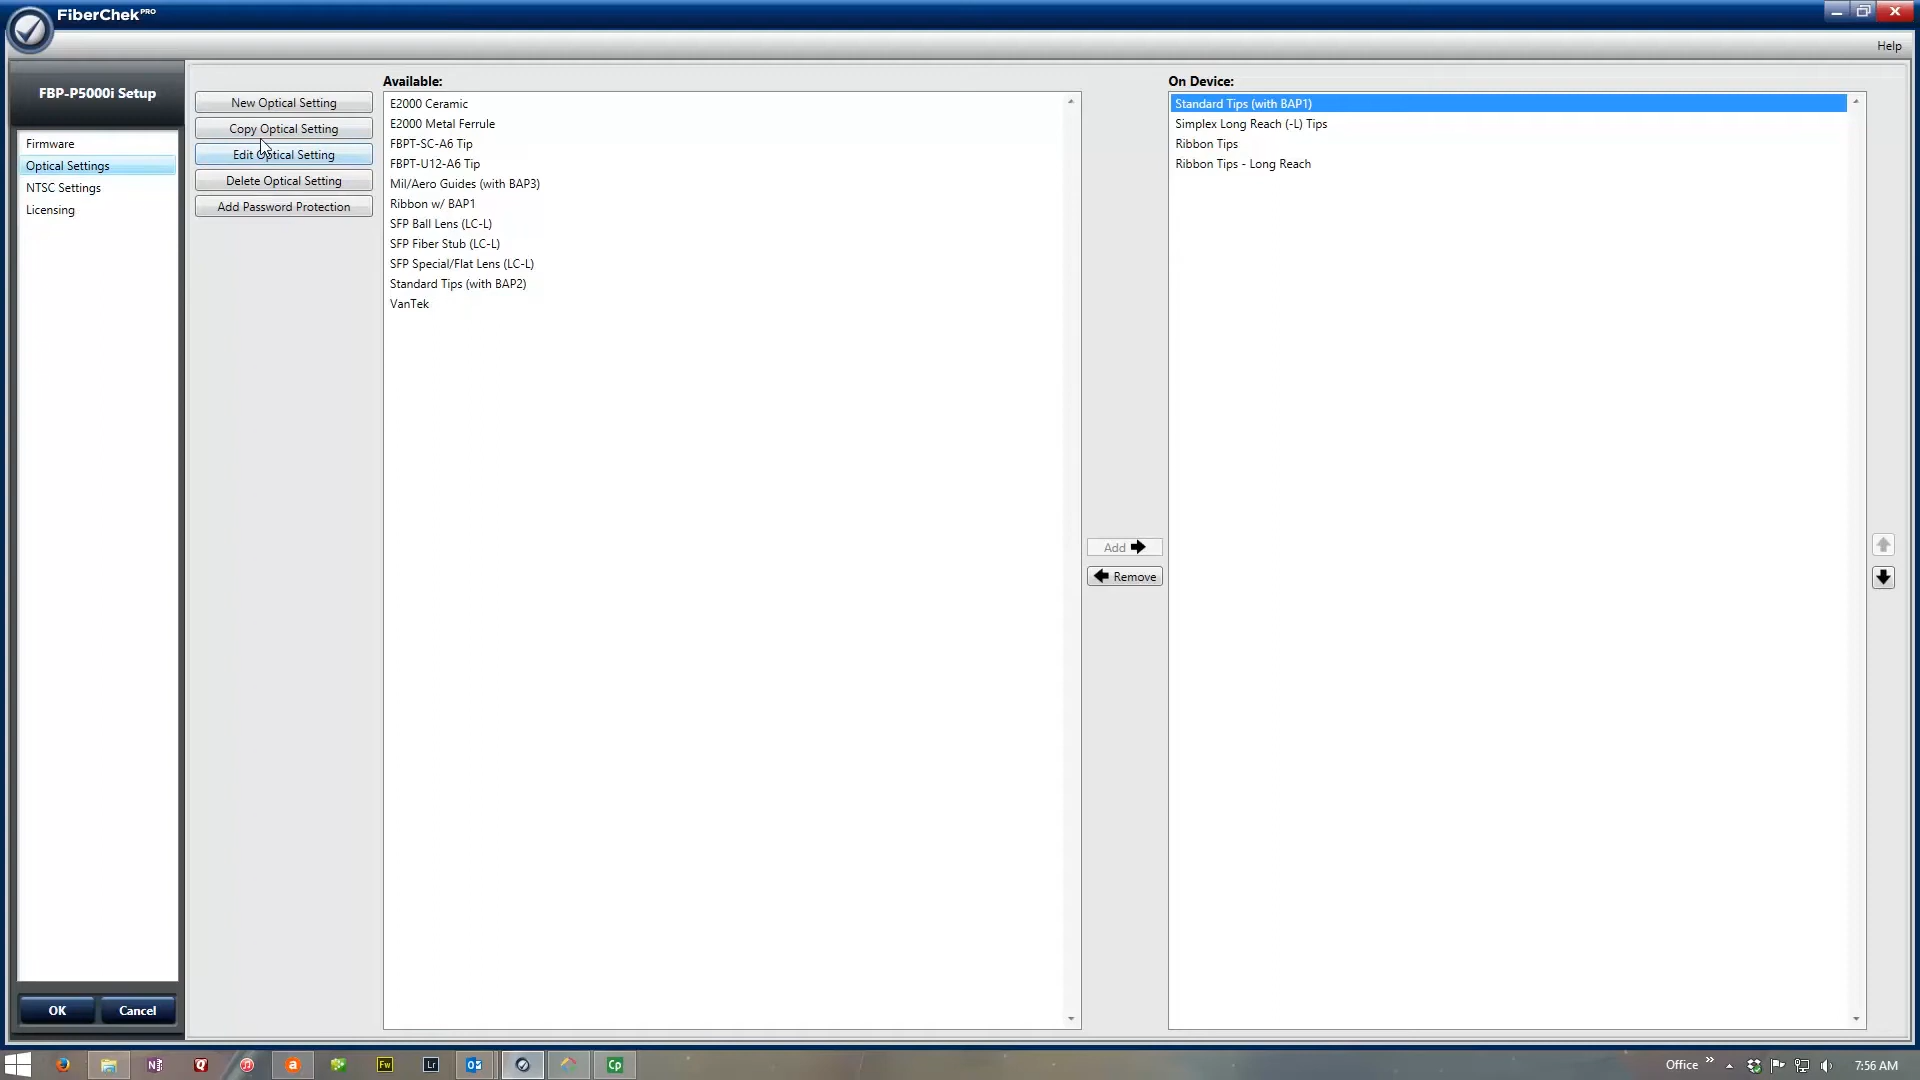 FiberChek PRO
Help
FBP-P5000i Setup
Firmware
Optical Settings
NTSC Settings
Licensing
OK
Cancel
New Optical Setting
Copy Optical Setting
Edit Optical Setting
Delete Optical Setting
Add Password Protection
Available:
E2000 Ceramic
E2000 Metal Ferrule
FBPT-SC-A6 Tip
FBPT-U12-A6 Tip
Mil/Aero Guides (with BAP3)
Ribbon w/ BAP1
SFP Ball Lens (LC-L)
SFP Fiber Stub (LC-L)
SFP Special/Flat Lens (LC-L)
Standard Tips (with BAP2)
VanTek
Add
Remove
On Device:
Standard Tips (with BAP1)
Simplex Long Reach (-L) Tips
Ribbon Tips
Ribbon Tips - Long Reach
N
Q
a
Fw
Lr
Cp
Office
7:56 AM